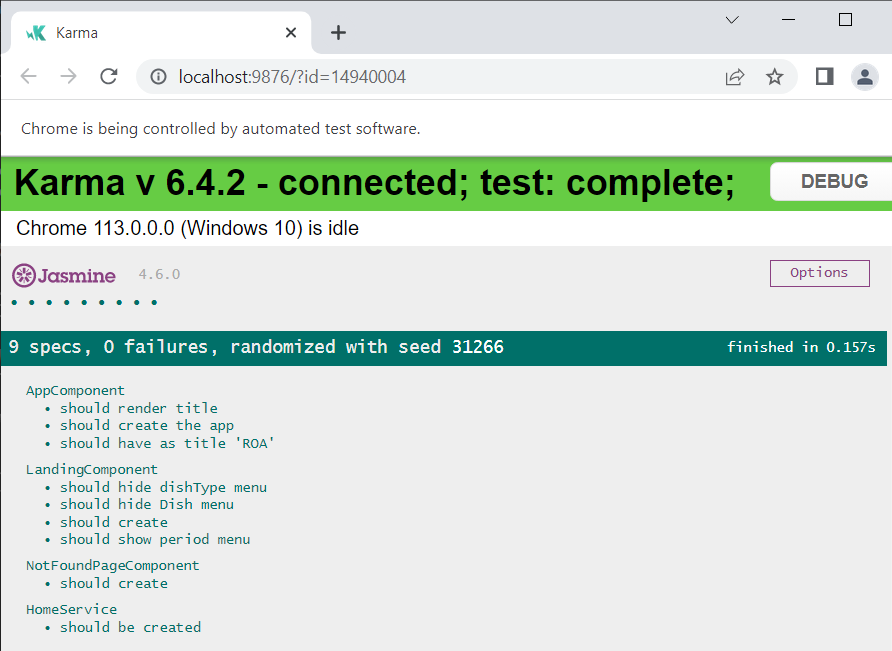 Karma
localhost:9876/?id=14940004
Chrome is being controlled by automated test software.
Karma v 6.4.2 - connected; test: complete;
DEBUG
Chrome 113.0.0.0 (Windows 10) is idle
Jasmine 4.6.0
Options
• • • • • • • • •
9 specs, 0 failures, randomized with seed 31266
finished in 0.157s
AppComponent
• should render title
• should create the app
• should have as title 'ROA'
LandingComponent
• should hide dishType menu
• should hide Dish menu
• should create
• should show period menu
NotFoundPageComponent
• should create
HomeService
• should be created